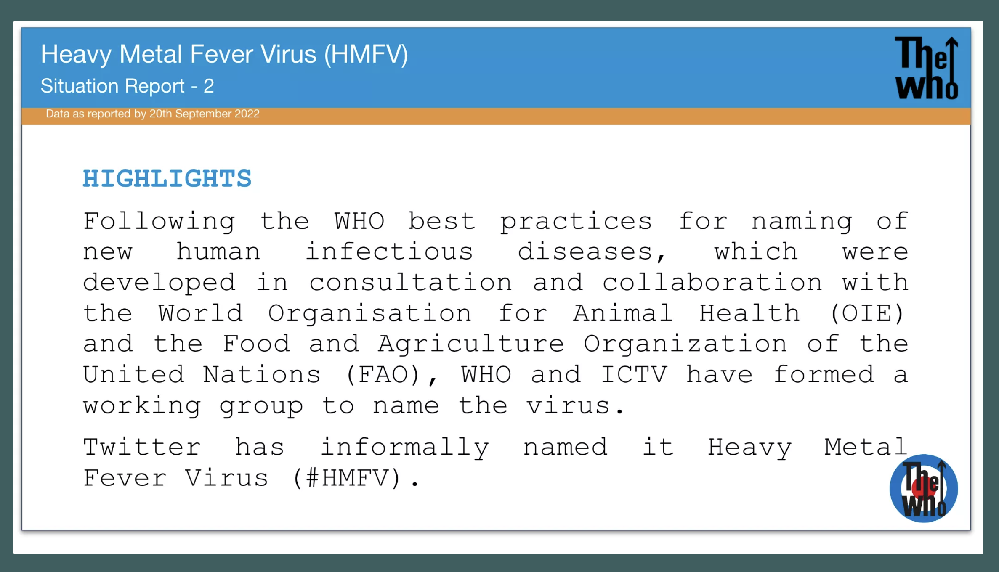 Heavy Metal Fever Virus (HMFV)
The Who
Situation Report - 2
Data as reported by 20th September 2022
HIGHLIGHTS
Following the WHO best practices for naming of
new human infectious diseases, which were
developed in consultation and collaboration with
the World Organisation for Animal Health (OIE)
and the Food and Agriculture Organization of the
United Nations (FAO), WHO and ICTV have formed a
working group to name the virus.
Twitter has informally named it Heavy Metal
Fever Virus (#HMFV).
The Who